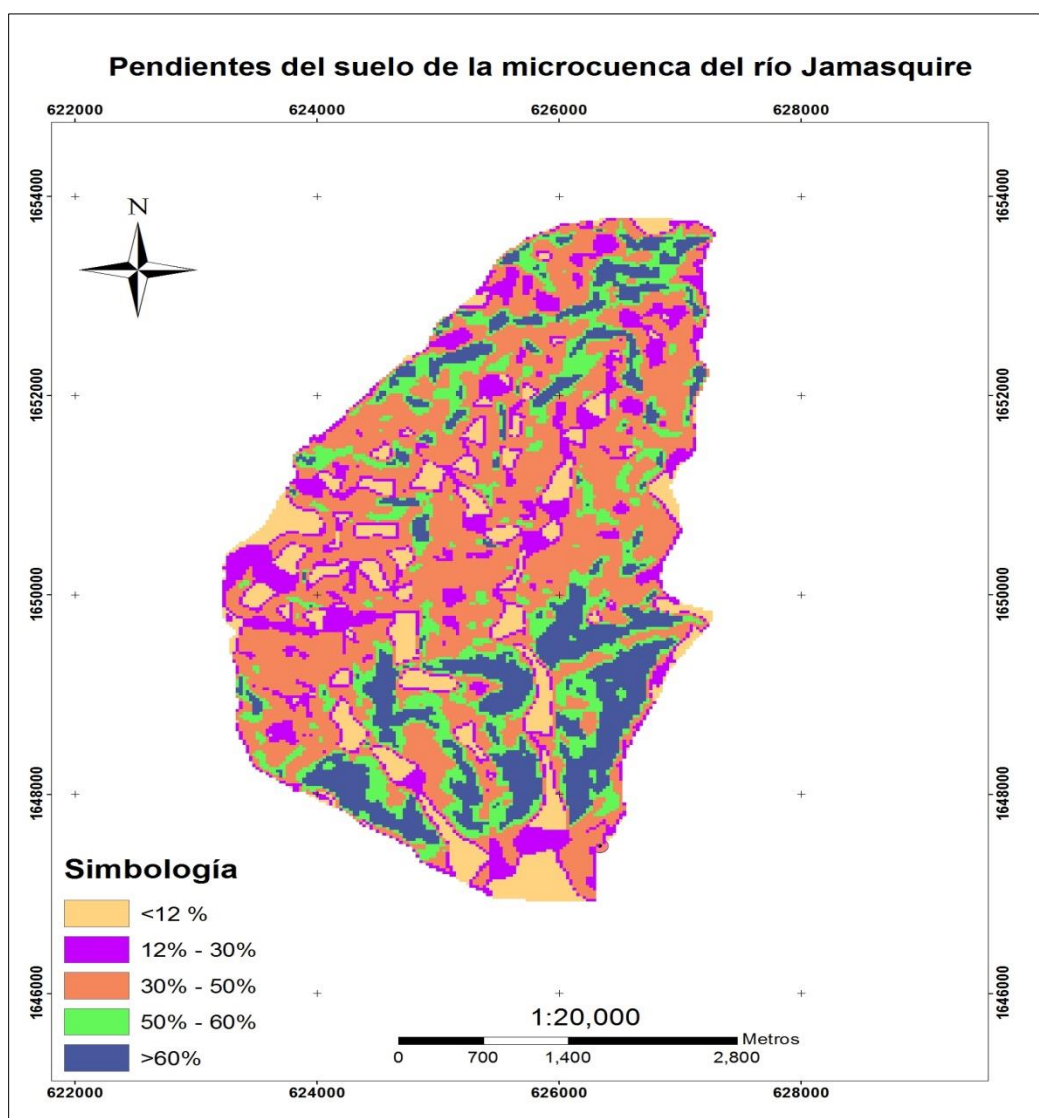 Pendientes del suelo de la microcuenca del río Jamasquire
622000 624000 626000 628000
N
1654000 1654000
1652000 1652000
1650000 1650000
1648000 1648000
1646000 1646000
Simbología
<12 %
12% - 30%
30% - 50%
50% - 60%
>60%
1:20,000
Metros
0 700 1,400 2,800
622000 624000 626000 628000